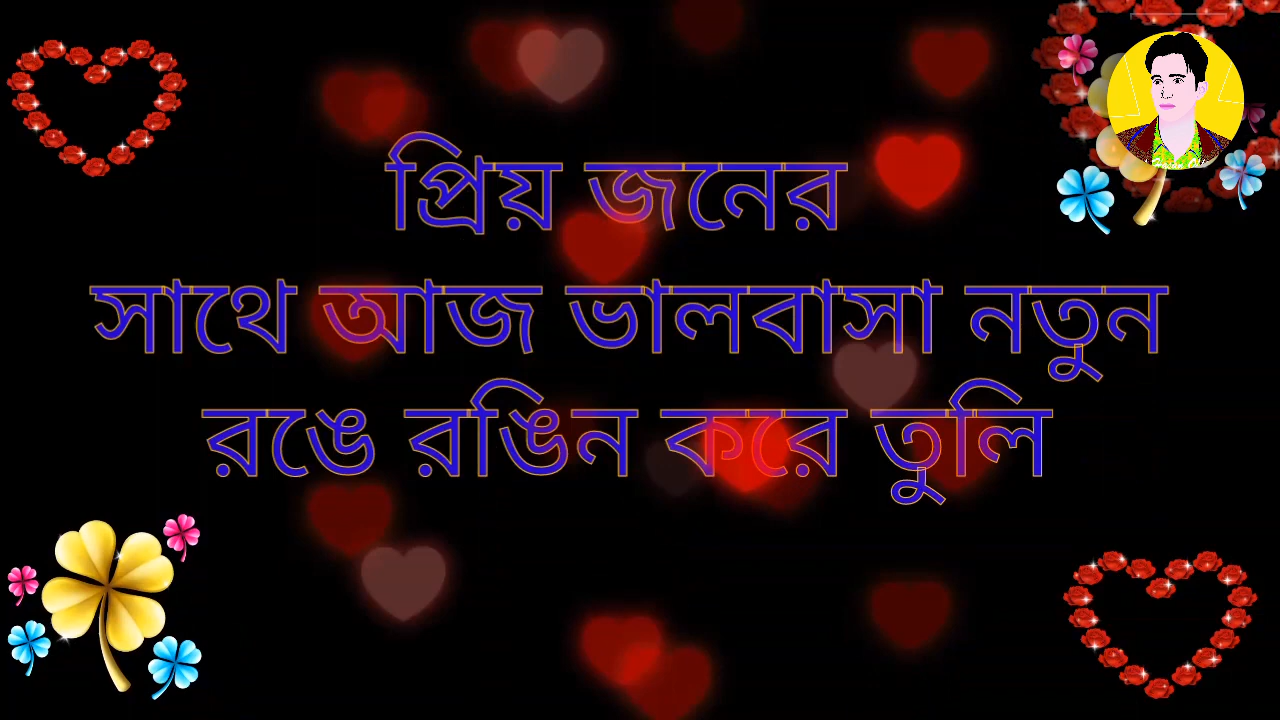 প্রিয় জনের
সাথে আজ ভালবাসা নতুন
রঙে রঙিন করে তুলি